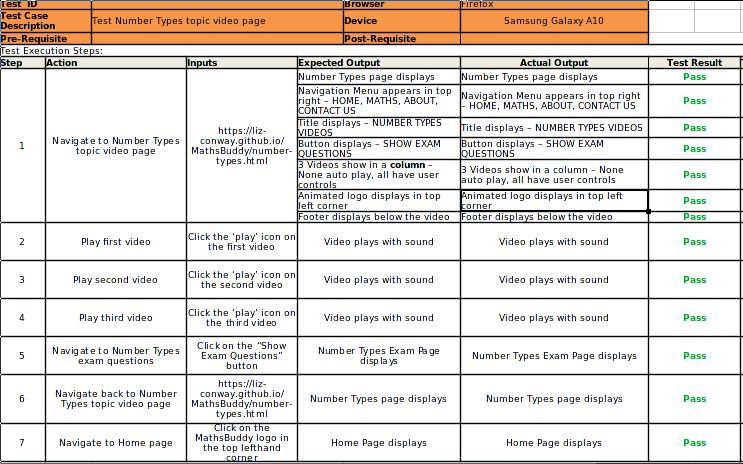 Test ID Browser Firefox
Test Case
Description Test Number Types topic video page Device Samsung Galaxy A10
Pre-Requisite Post-Requisite
Test Execution Steps:
Step Action Inputs Expected Output Actual Output Test Result
1
Navigate to Number Types
topic video page
https://liz-
conway.github.io/
MathsBuddy/number-
types.html
Number Types page displays
Number Types page displays
Pass
Navigation Menu appears in top
right – HOME, MATHS, ABOUT,
CONTACT US
Navigation Menu appears in top right
– HOME, MATHS, ABOUT, CONTACT US
Pass
Title displays – NUMBER TYPES
VIDEOS
Title displays – NUMBER TYPES VIDEOS
Pass
Button displays – SHOW EXAM
QUESTIONS
Button displays – SHOW EXAM
QUESTIONS
Pass
3 Videos show in a column – 
None auto play, all have user
controls
3 Videos show in a column – None
auto play, all have user controls
Pass
Animated logo displays in top
left corner
Animated logo displays in top left
corner
Pass
Footer displays below the video
Footer displays below the video
Pass
2
Play first video
Click the ‘play’ icon on
the first video
Video plays with sound
Video plays with sound
Pass
3
Play second video
Click the ‘play’ icon on
the second video
Video plays with sound
Video plays with sound
Pass
4
Play third video
Click the ‘play’ icon on
the third video
Video plays with sound
Video plays with sound
Pass
5
Navigate to Number Types
exam questions
Click on the “Show
Exam Questions”
button
Number Types Exam Page
displays
Number Types Exam Page displays
Pass
6
Navigate back to Number
Types topic video page
https://liz-
conway.github.io/
MathsBuddy/number-
types.html
Number Types page displays
Number Types page displays
Pass
7
Navigate to Home page
Click on the
MathsBuddy logo in
the top lefthand
corner
Home Page displays
Home Page displays
Pass